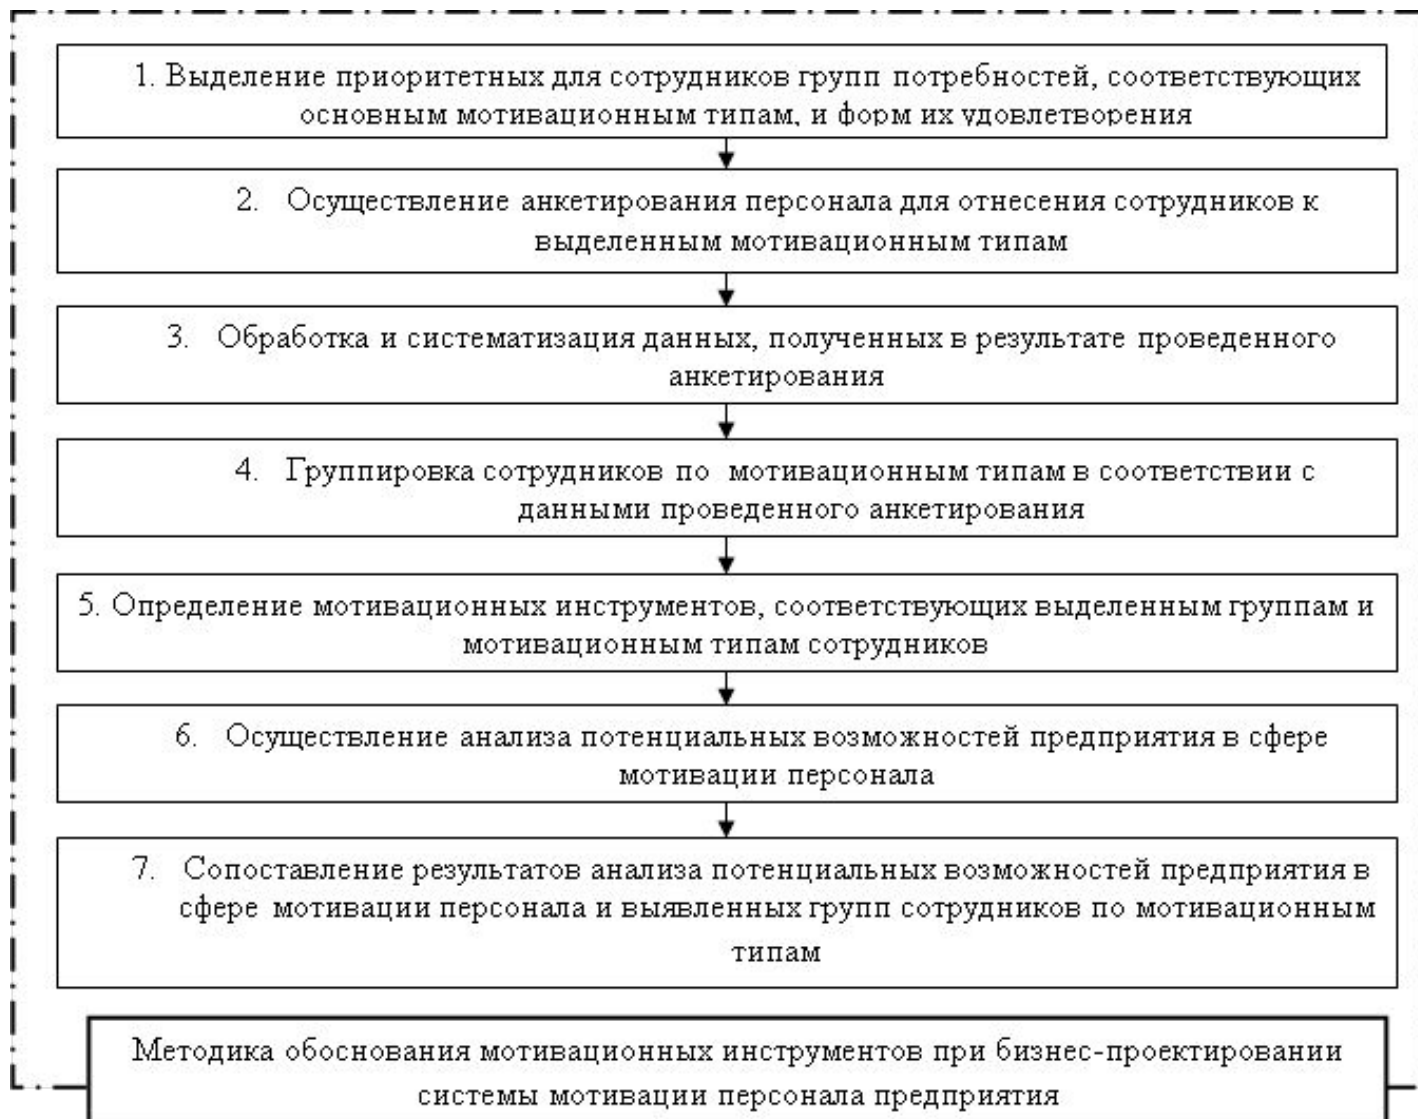 1. Выделение приоритетных для сотрудников групп потребностей, соответствующих
основным мотивационным типам, и форм их удовлетворения
2. Осуществление анкетирования персонала для отнесения сотрудников к
выделенным мотивационным типам
3. Обработка и систематизация данных, полученных в результате проведенного
анкетирования
4. Группировка сотрудников по мотивационным типам в соответствии с
данными проведенного анкетирования
5. Определение мотивационных инструментов, соответствующих выделенным группам и
мотивационным типам сотрудников
6. Осуществление анализа потенциальных возможностей предприятия в сфере
мотивации персонала
7. Сопоставление результатов анализа потенциальных возможностей предприятия в
сфере мотивации персонала и выявленных групп сотрудников по мотивационным
типам
Методика обоснования мотивационных инструментов при бизнес-проектировании
системы мотивации персонала предприятия